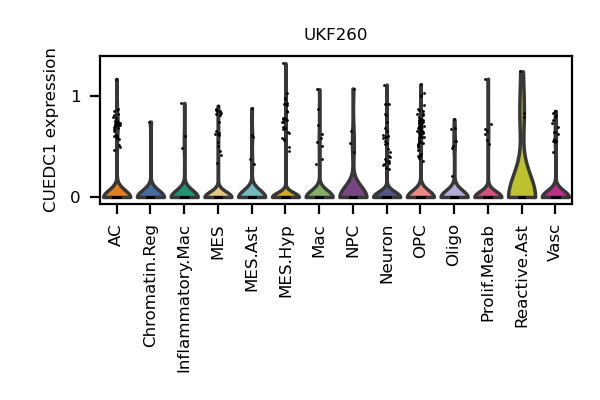 UKF260
CUEDC1 expression
1
0
AC
Chromatin.Reg
Inflammatory.Mac
MES
MES.Ast
MES.Hyp
Mac
NPC
Neuron
OPC
Oligo
Prolif.Metab
Reactive.Ast
Vasc